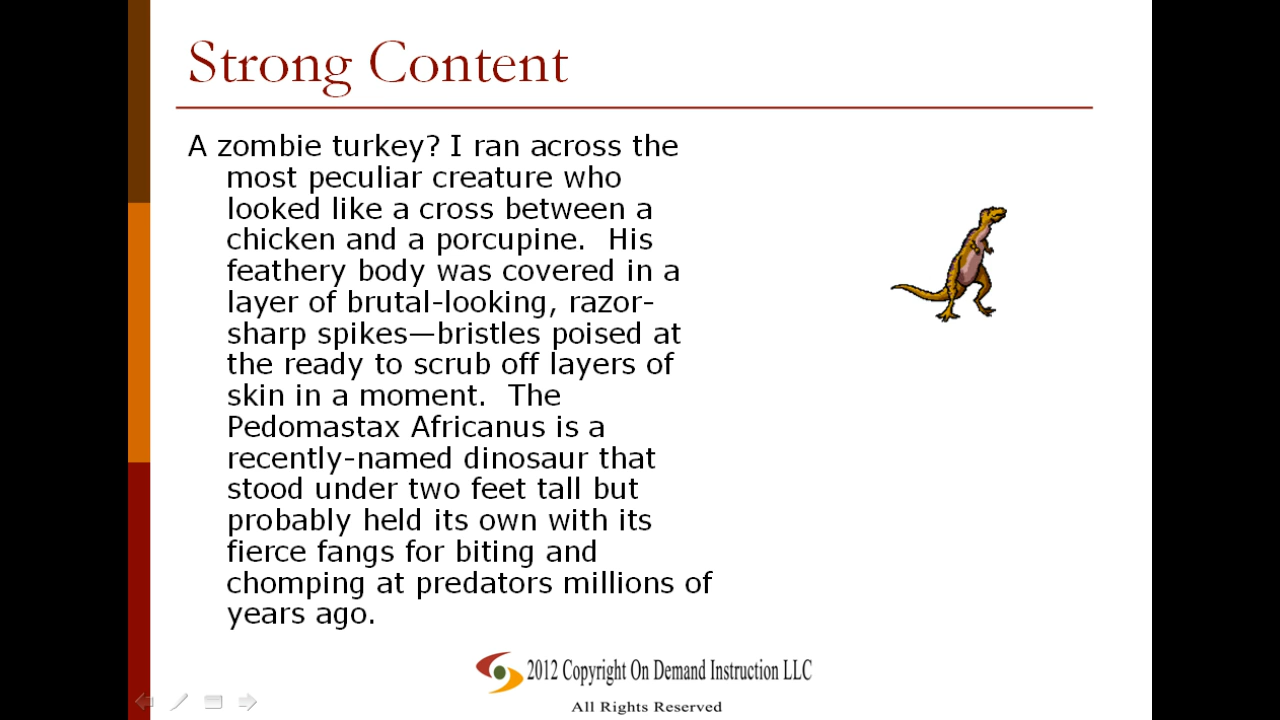 Strong Content
A zombie turkey? I ran across the
most peculiar creature who
looked like a cross between a
chicken and a porcupine.  His
feathery body was covered in a
layer of brutal-looking, razor-
sharp spikes—bristles poised at
the ready to scrub off layers of
skin in a moment.  The
Pedomastax Africanus is a
recently-named dinosaur that
stood under two feet tall but
probably held its own with its
fierce fangs for biting and
chomping at predators millions of
years ago.
2012 Copyright On Demand Instruction LLC
All Rights Reserved